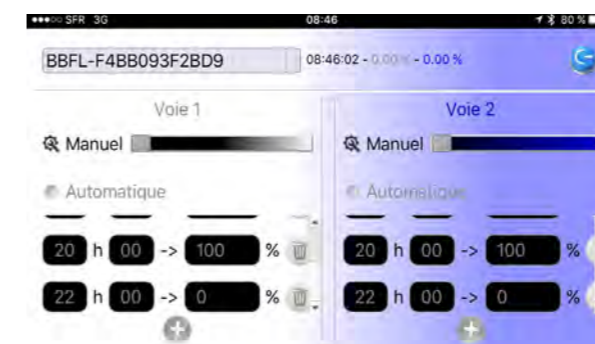 SFR 3G 08:46 80 %
BBFL-F4BB093F2BD9 08:46:02 - 0.00 % - 0.00 %
Voie 1 Voie 2
Manuel Manuel
Automatique Automatique
20 h 00 -> 100 % 20 h 00 -> 100 %
22 h 00 -> 0 % 22 h 00 -> 0 %